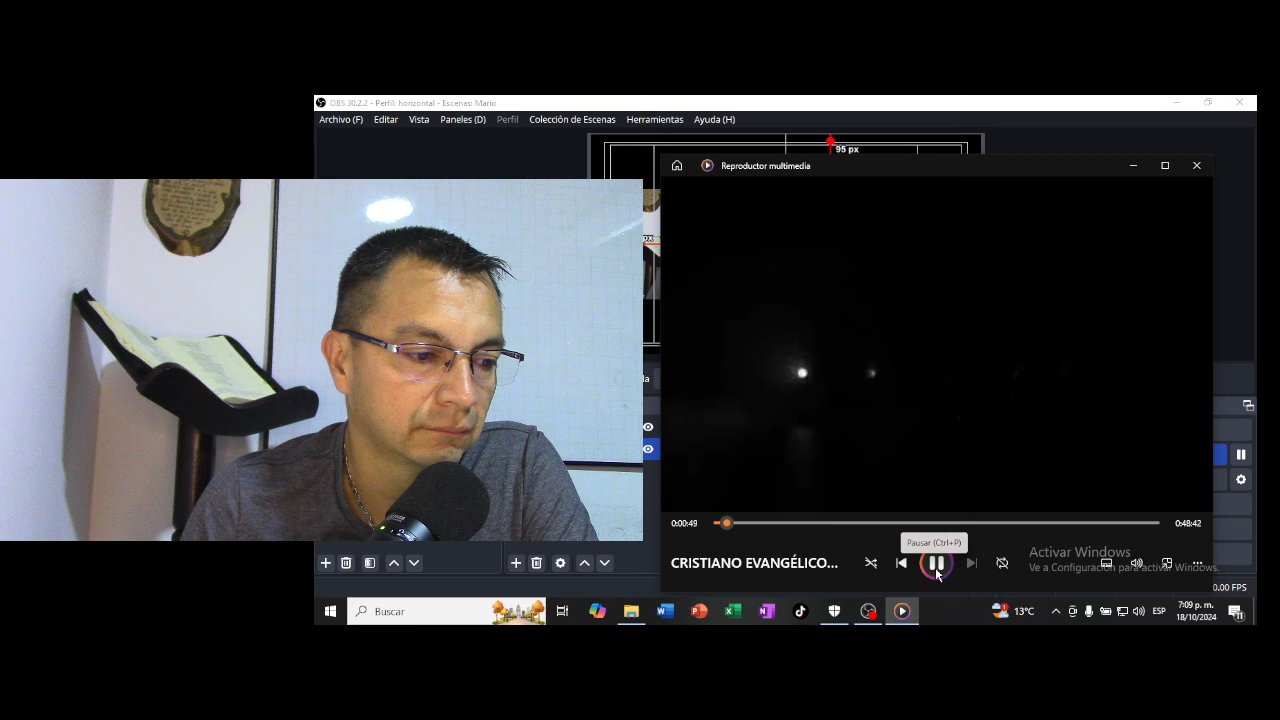 OBS 30.2.2 - Perfil: horizontal - Escenas: Mario
Archivo (F) Editar Vista Paneles (D) Perfil Colección de Escenas Herramientas Ayuda (H)
95 px
Reproductor multimedia
px
la
0:00:49
0:48:42
Pausar (Ctrl+P)
CRISTIANO EVANGÉLICO...
Activar Windows
Ve a Configuración para activar Windows.
0.00 FPS
Buscar
13°C
ESP
7:09 p. m.
18/10/2024